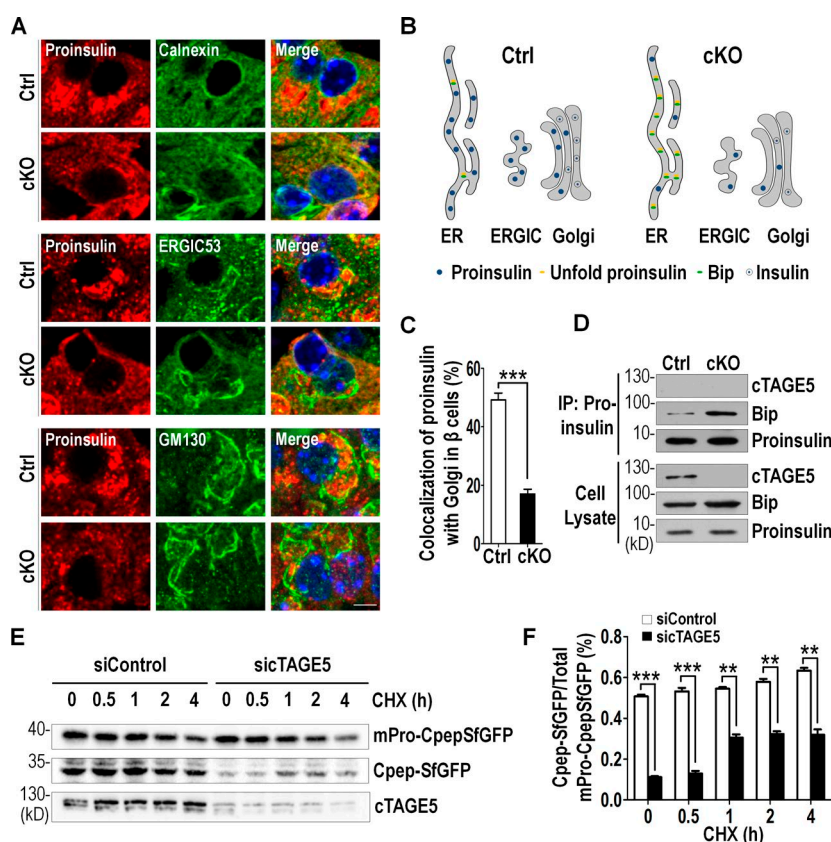 A
Proinsulin Calnexin Merge
Ctrl
cKO
Proinsulin ERGIC53 Merge
Ctrl
cKO
Proinsulin GM130 Merge
Ctrl
cKO
B
Ctrl cKO
ER ERGIC Golgi ER ERGIC Golgi
Proinsulin Unfold proinsulin Bip Insulin
C
Colocalization of proinsulin
with Golgi in β cells (%)
60
40
20
0
***
Ctrl cKO
D
Ctrl cKO
IP: Pro-
insulin
130 cTAGE5
100
Bip
10 Proinsulin
Cell
Lysate
130 cTAGE5
100
Bip
10 Proinsulin
(kD)
E
siControl sicTAGE5
0 0.5 1 2 4 0 0.5 1 2 4 CHX (h)
40 mPro-CpepSfGFP
35 Cpep-SfGFP
130 cTAGE5
(kD)
F
siControl
sicTAGE5
Cpep-SfGFP/Total
mPro-CpepSfGFP (%)
0.8
0.6
0.4
0.2
0.0
*** *** ** ** **
0 0.5 1 2 4
CHX (h)